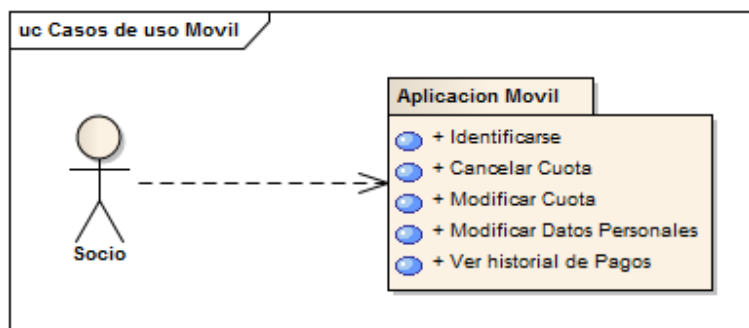 uc Casos de uso Movil
Aplicacion Movil
+ Identificarse
+ Cancelar Cuota
+ Modificar Cuota
+ Modificar Datos Personales
+ Ver historial de Pagos
Socio